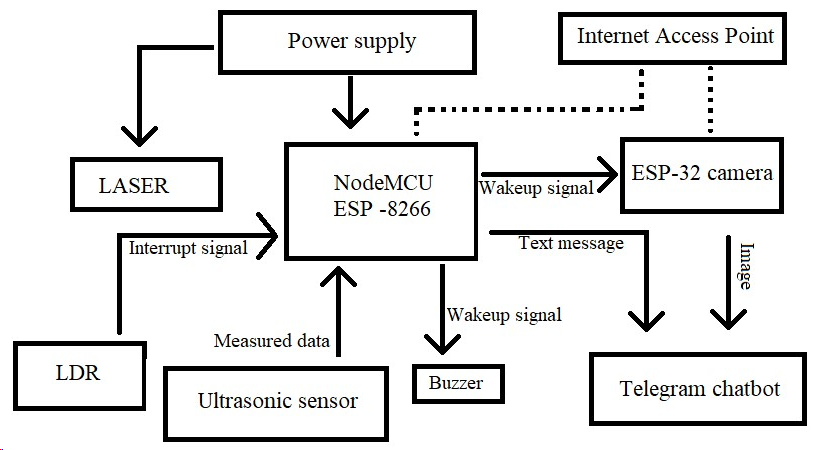 Power supply
Internet Access Point
LASER
NodeMCU
ESP -8266
Wakeup signal
ESP-32 camera
Interrupt signal
Text message
Image
Measured data
Wakeup signal
LDR
Ultrasonic sensor
Buzzer
Telegram chatbot